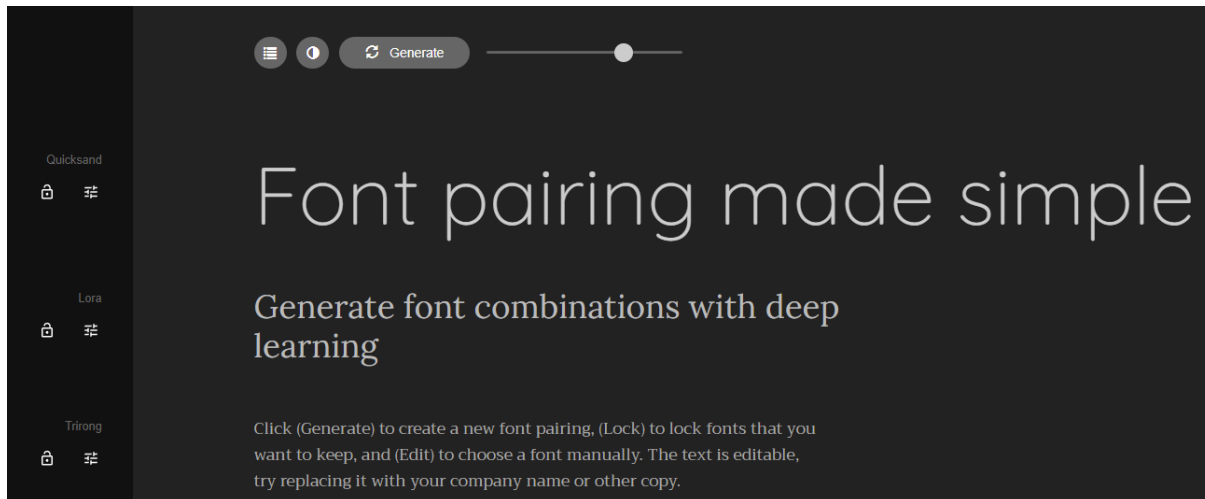 Generate
Quicksand
Font pairing made simple
Lora
Generate font combinations with deep
learning
Trirong
Click (Generate) to create a new font pairing, (Lock) to lock fonts that you
want to keep, and (Edit) to choose a font manually. The text is editable,
try replacing it with your company name or other copy.